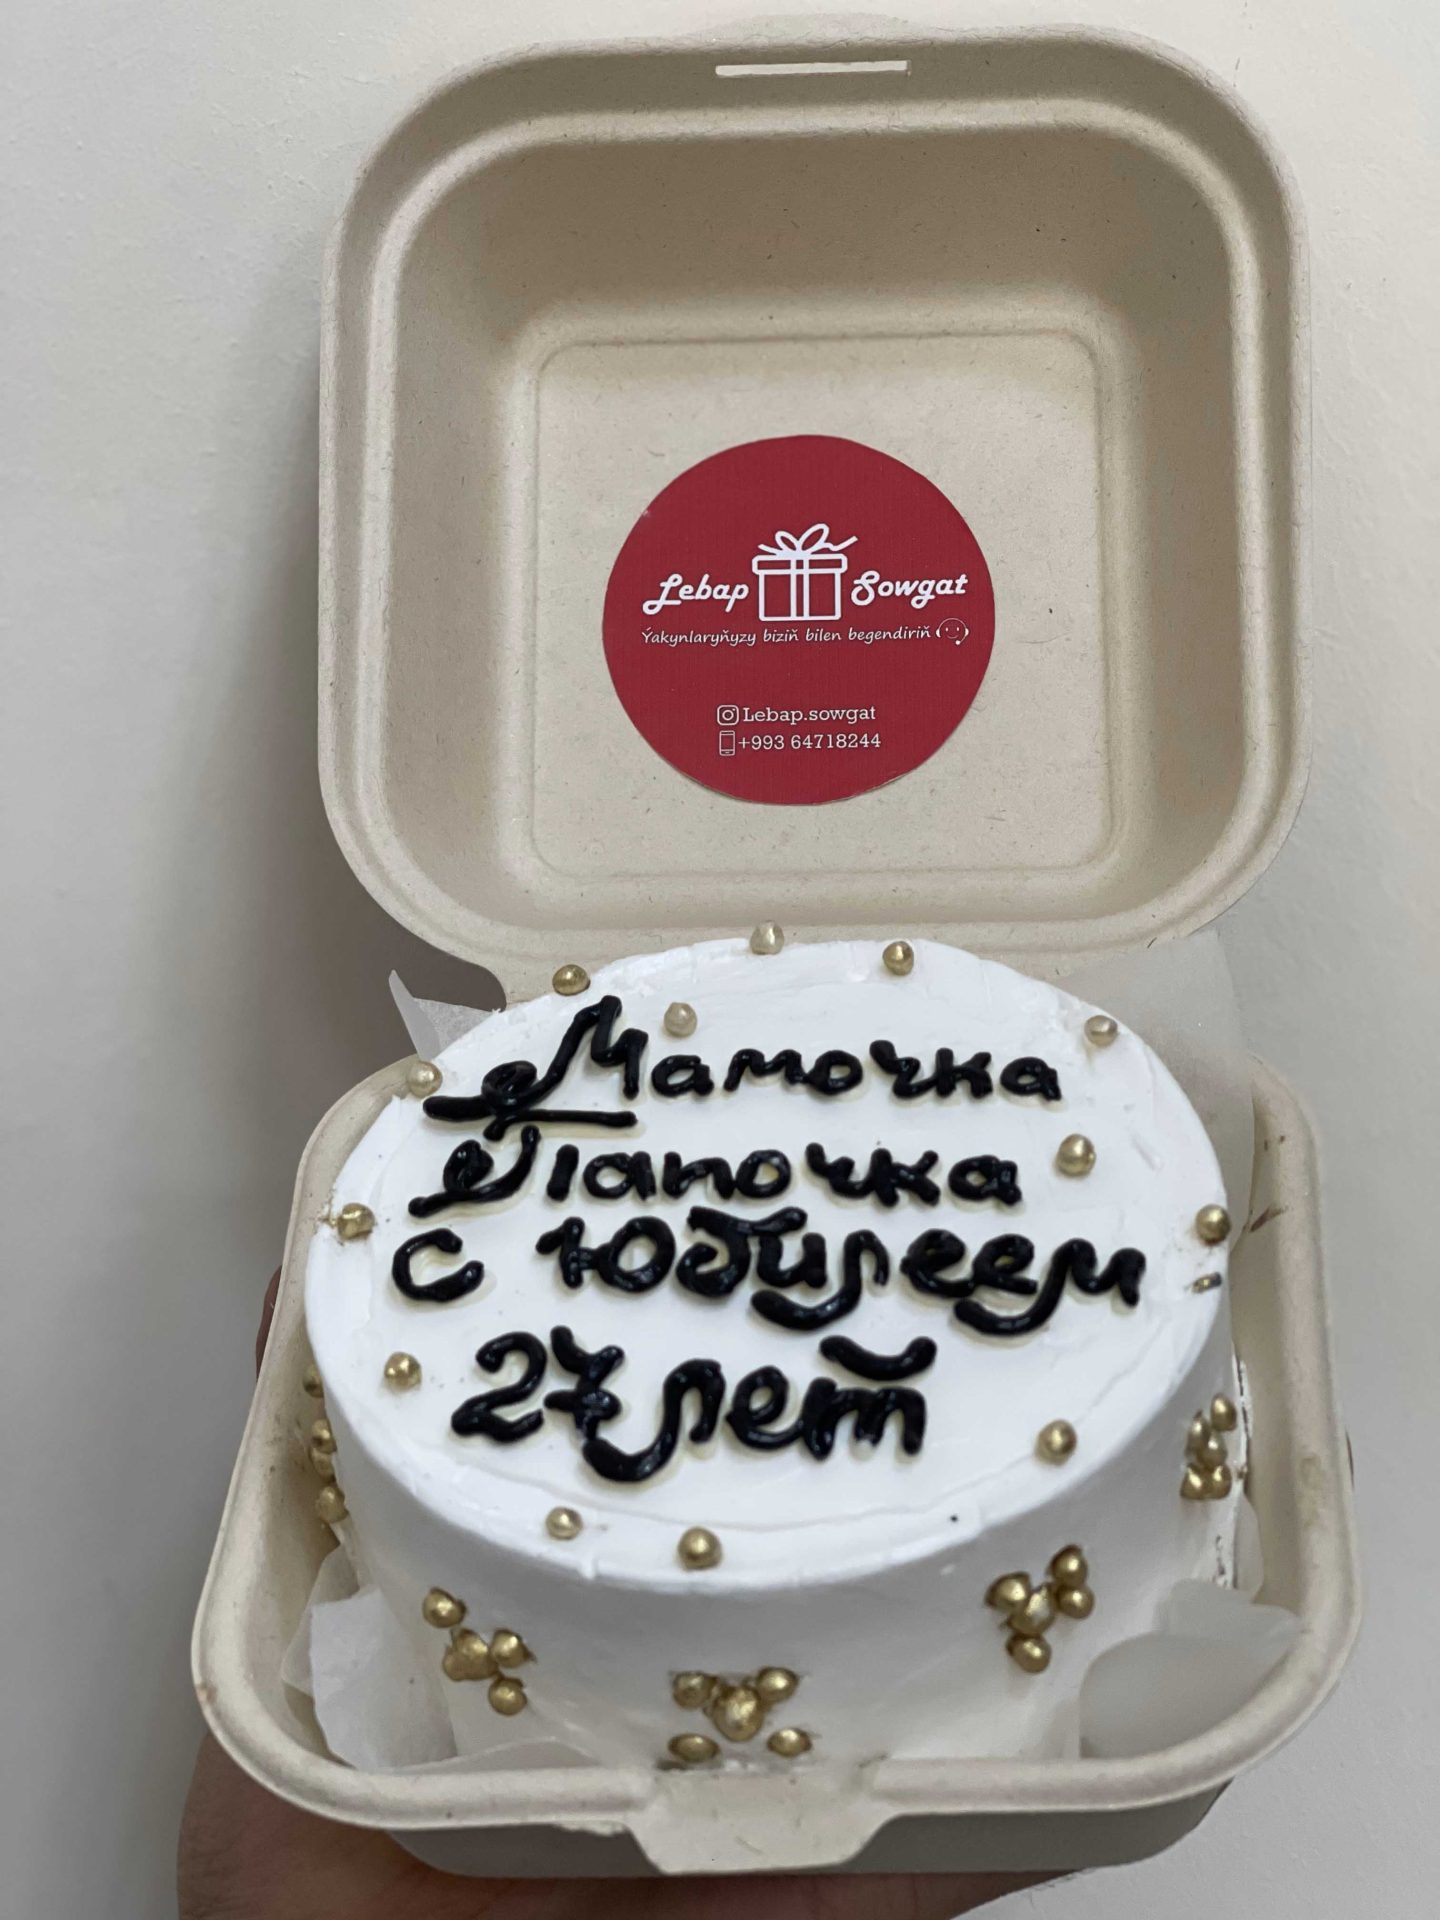 Lebap Sowgat
Ýakynlaryňyzy biziň bilen begendiriň
Lebap.sowgat
+993 64718244
Мамочка
Папочка
с Юбилеем
27 лет